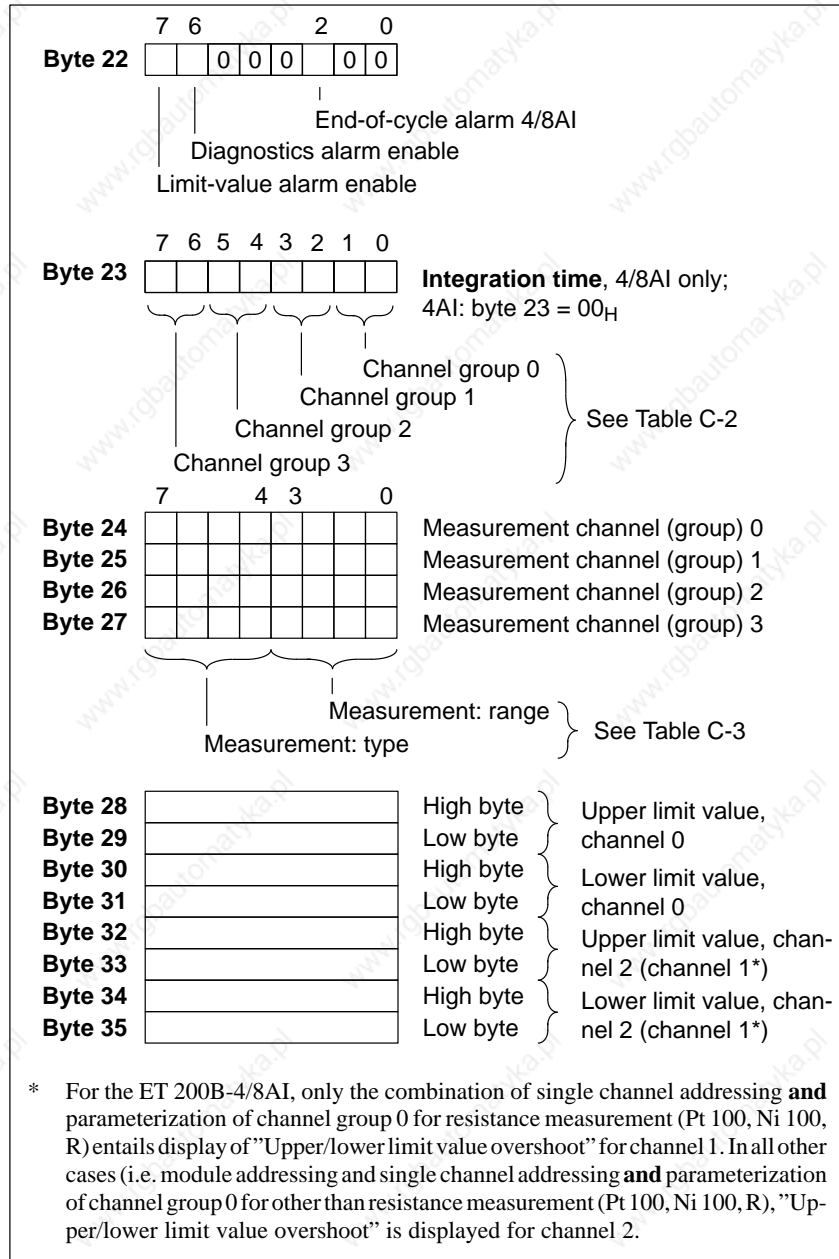 7 6 2 0
Byte 22 0 0 0 0 0
End-of-cycle alarm 4/8AI
Diagnostics alarm enable
Limit-value alarm enable
7 6 5 4 3 2 1 0
Byte 23
Integration time, 4/8AI only;
4AI: byte 23 = 00H
Channel group 0
Channel group 1
Channel group 2
Channel group 3
See Table C-2
7 4 3 0
Byte 24 Measurement channel (group) 0
Byte 25 Measurement channel (group) 1
Byte 26 Measurement channel (group) 2
Byte 27 Measurement channel (group) 3
Measurement: range
Measurement: type
See Table C-3
Byte 28 High byte
Byte 29 Low byte
Upper limit value,
channel 0
Byte 30 High byte
Byte 31 Low byte
Lower limit value,
channel 0
Byte 32 High byte
Byte 33 Low byte
Upper limit value, chan-
nel 2 (channel 1*)
Byte 34 High byte
Byte 35 Low byte
Lower limit value, chan-
nel 2 (channel 1*)
* For the ET 200B-4/8AI, only the combination of single channel addressing and
parameterization of channel group 0 for resistance measurement (Pt 100, Ni 100,
R) entails display of ”Upper/lower limit value overshoot” for channel 1. In all other
cases (i.e. module addressing and single channel addressing and parameterization
of channel group 0 for other than resistance measurement (Pt 100, Ni 100, R), ”Up-
per/lower limit value overshoot” is displayed for channel 2.
www.rgbautomatyka.pl